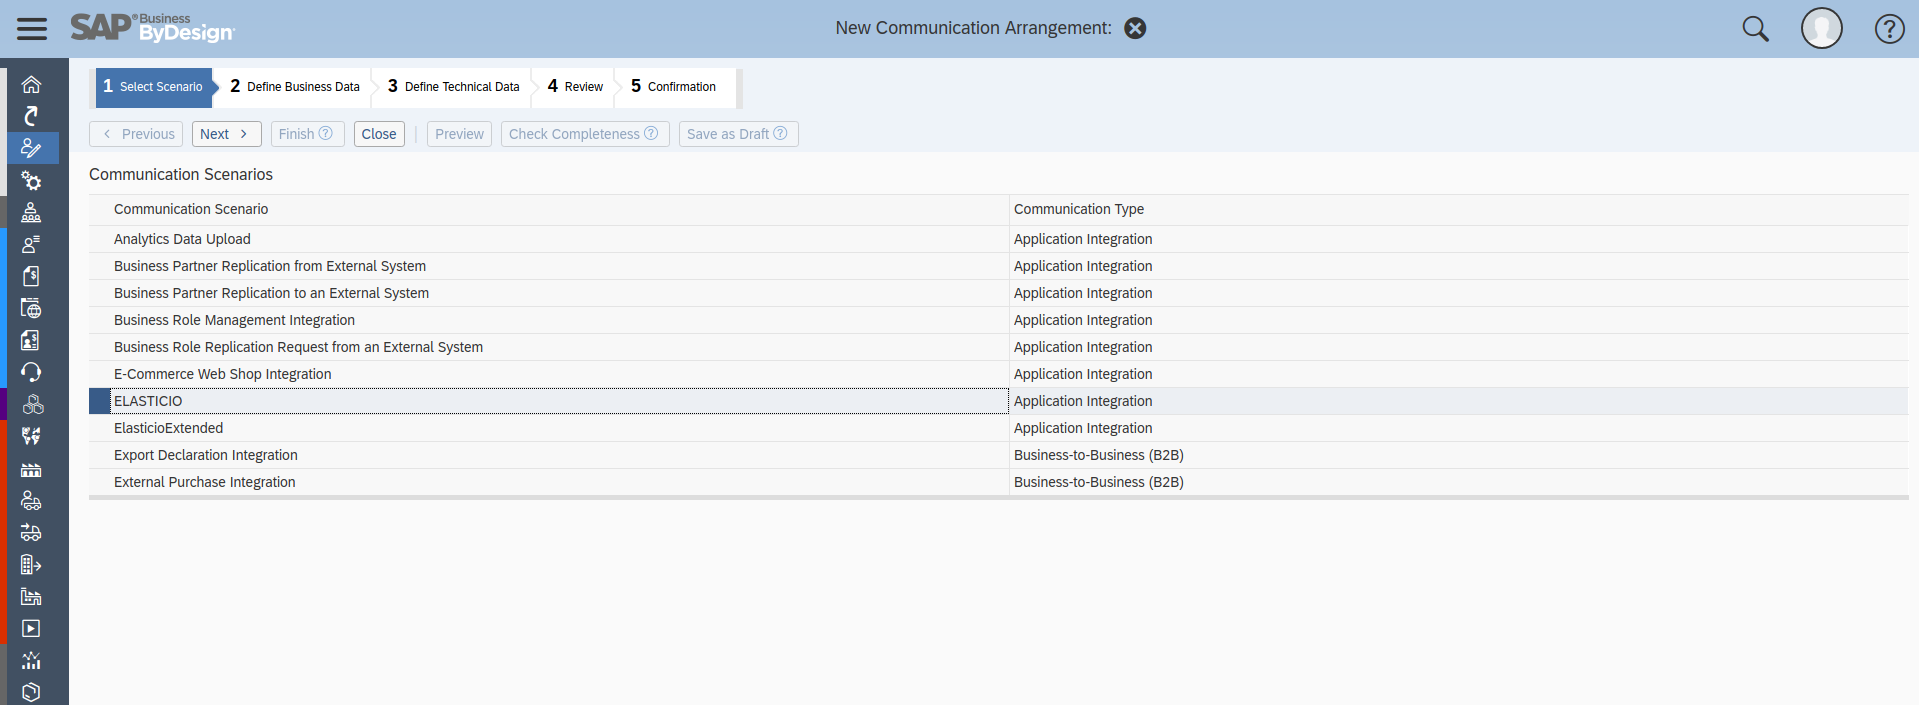 SAP® Business ByDesign
New Communication Arrangement:
1 Select Scenario 2 Define Business Data 3 Define Technical Data 4 Review 5 Confirmation
Previous Next Finish ? Close Preview Check Completeness ? Save as Draft ?
Communication Scenarios
Communication Scenario Communication Type
Analytics Data Upload Application Integration
Business Partner Replication from External System Application Integration
Business Partner Replication to an External System Application Integration
Business Role Management Integration Application Integration
Business Role Replication Request from an External System Application Integration
E-Commerce Web Shop Integration Application Integration
ELASTICIO Application Integration
ElasticioExtended Application Integration
Export Declaration Integration Business-to-Business (B2B)
External Purchase Integration Business-to-Business (B2B)